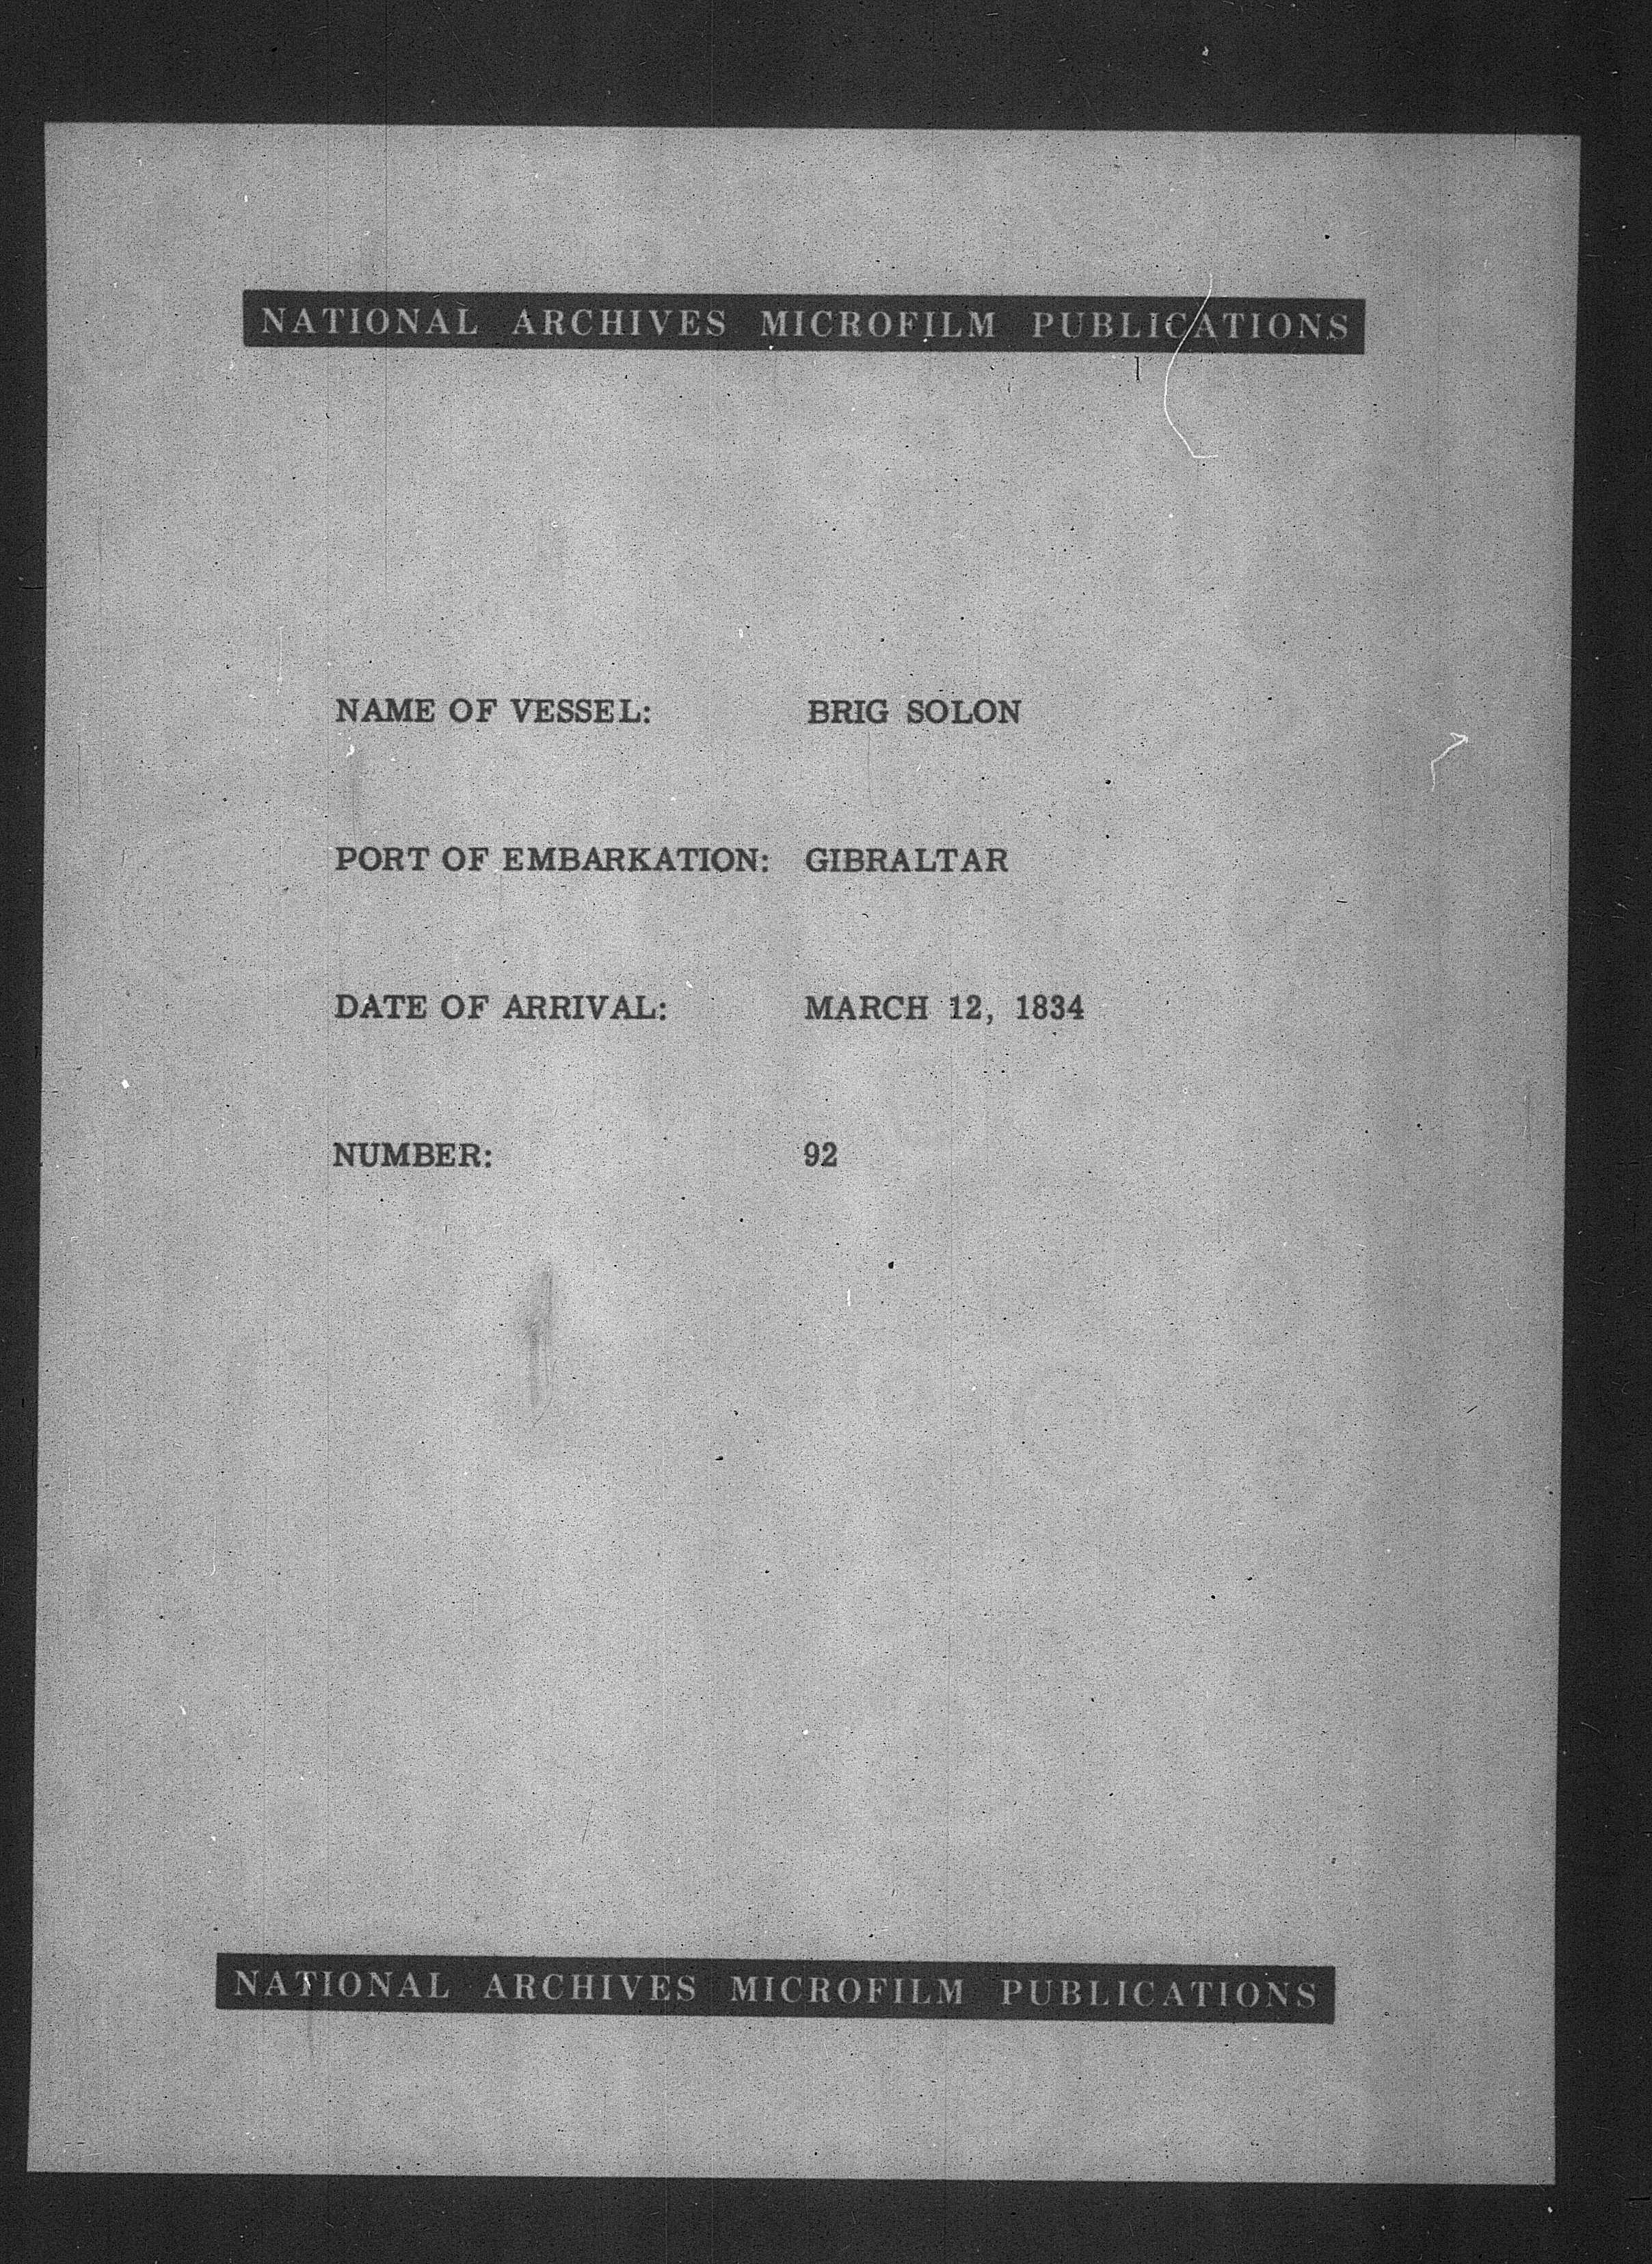 NATIONAL ARCHIVES MICROFILM PUBLICATIONS
NAME OF VESSEL: BRIG SOLON
PORT OF EMBARKATION: GIBRALTAR
DATE OF ARRIVAL: MARCH 12, 1834
NUMBER: 92
NATIONAL ARCHIVES MICROFILM PUBLICATIONS